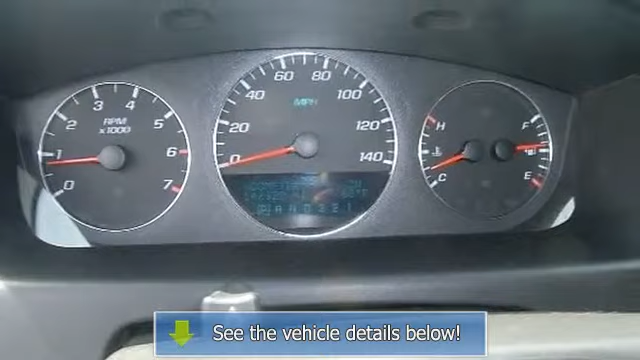 60 80
40 MPH 100
20 120
0 140
3 4
2 RPM 5
x1000
1 6
0 7
H F
C E
See the vehicle details below!